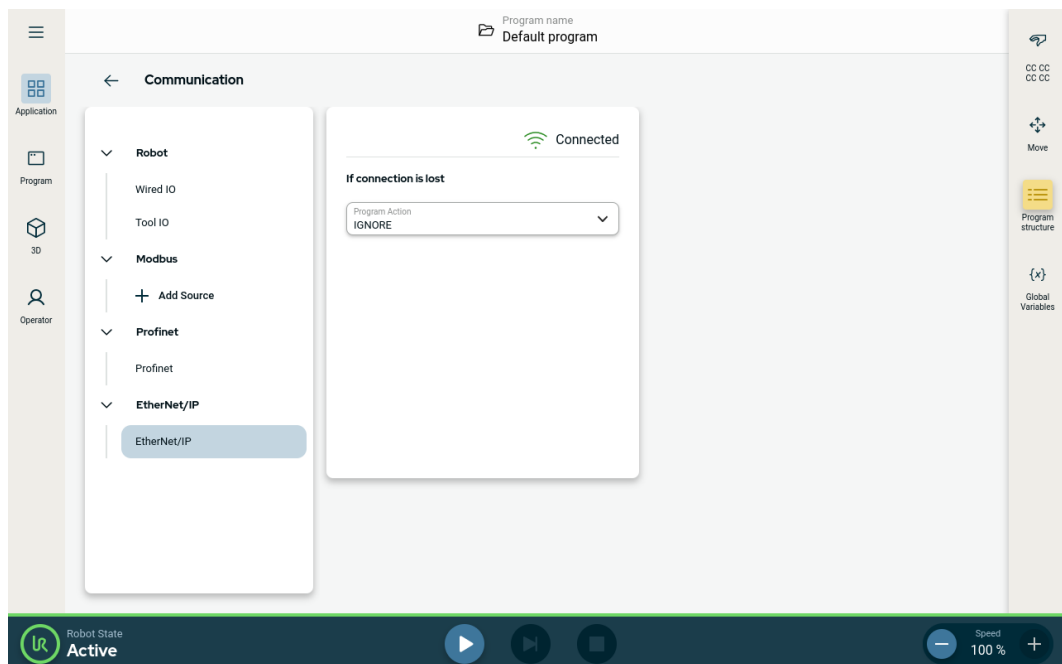 Program name
Default program
Communication
Application
Program
3D
Operator
Robot
Wired IO
Tool IO
Modbus
Add Source
Profinet
Profinet
EtherNet/IP
EtherNet/IP
Connected
If connection is lost
Program Action
IGNORE
CC CC
CC CC
Move
Program
structure
{x}
Global
Variables
UR
Robot State
Active
Speed
100 %